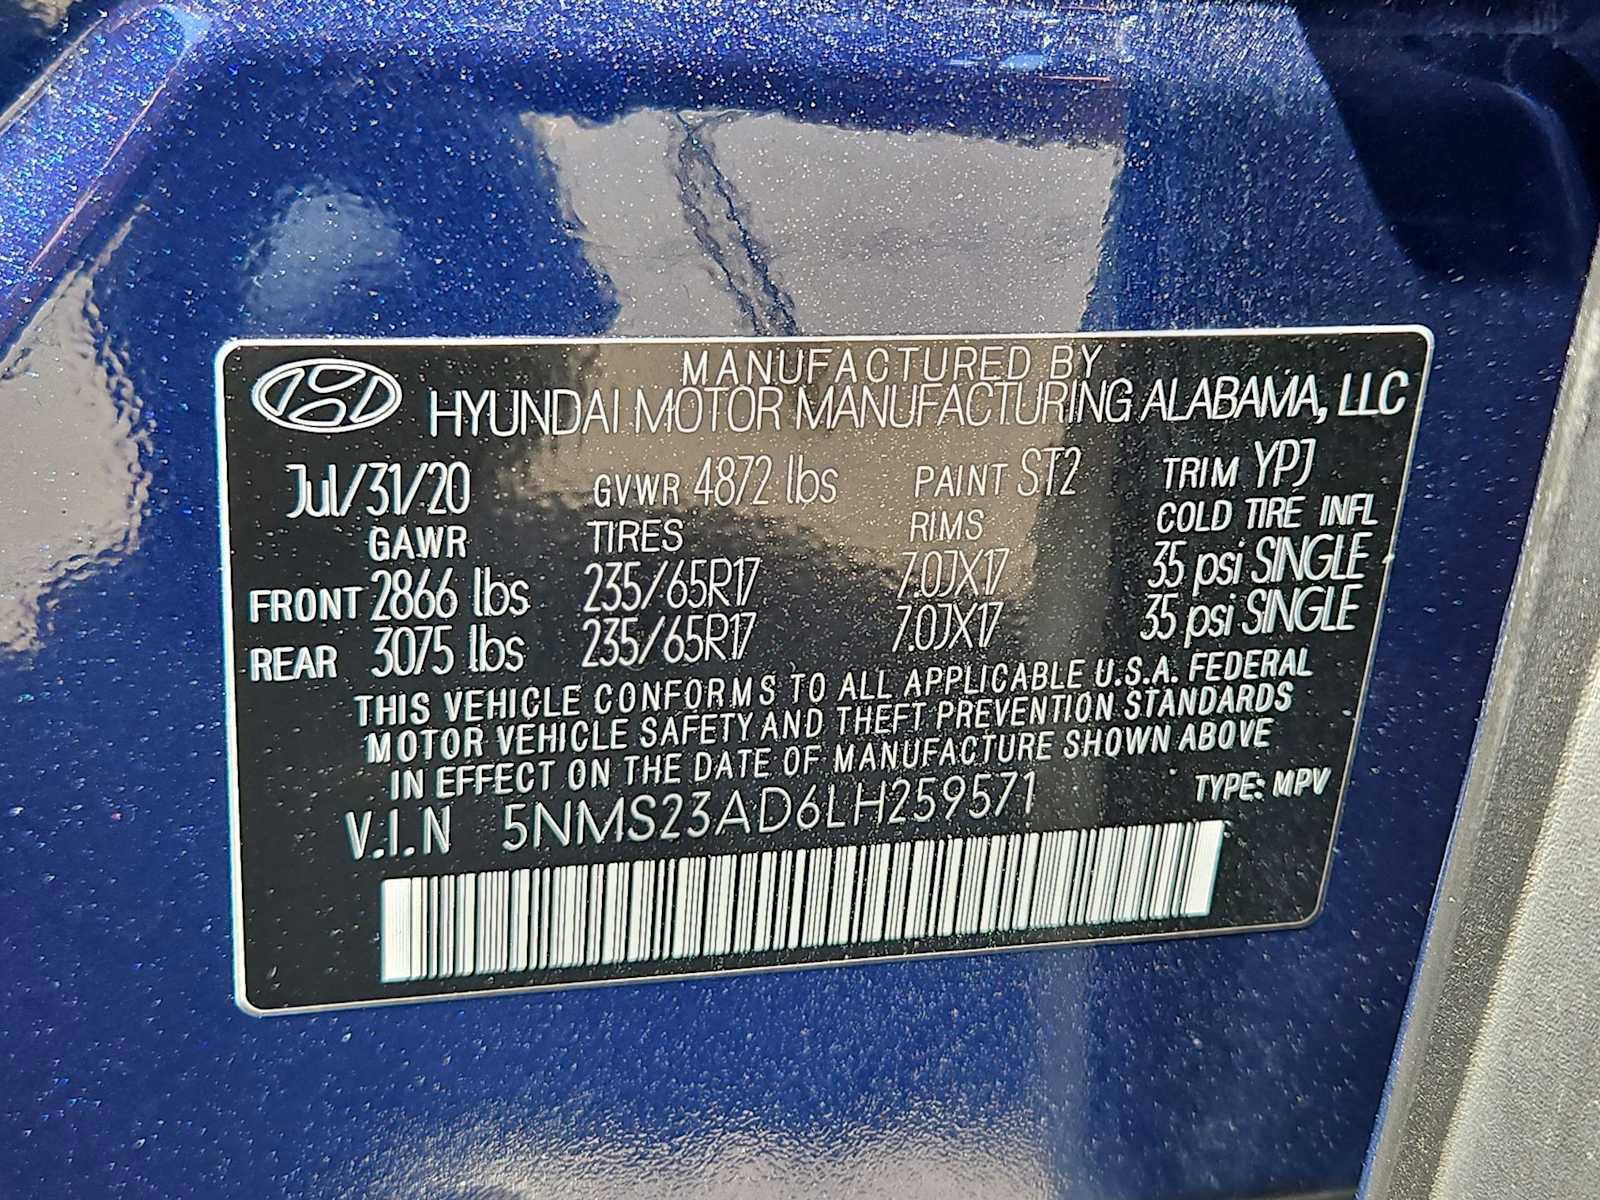 MANUFACTURED BY
HYUNDAI MOTOR MANUFACTURING ALABAMA, LLC
Jul/31/20 GVWR 4872 lbs PAINT ST2 TRIM YPJ
GAWR TIRES RIMS COLD TIRE INFL
FRONT 2866 lbs 235/65R17 7.0JX17 35 psi SINGLE
REAR 3075 lbs 235/65R17 7.0JX17 35 psi SINGLE
THIS VEHICLE CONFORMS TO ALL APPLICABLE U.S.A. FEDERAL
MOTOR VEHICLE SAFETY AND THEFT PREVENTION STANDARDS
IN EFFECT ON THE DATE OF MANUFACTURE SHOWN ABOVE
V.I.N 5NMS23AD6LH259571 TYPE: MPV